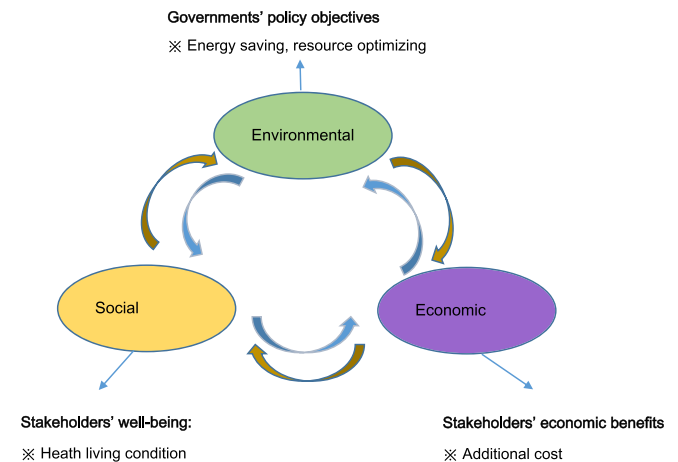 Governments’ policy objectives
※ Energy saving, resource optimizing
Environmental
Social
Economic
Stakeholders’ well-being:
※ Heath living condition
Stakeholders’ economic benefits
※ Additional cost